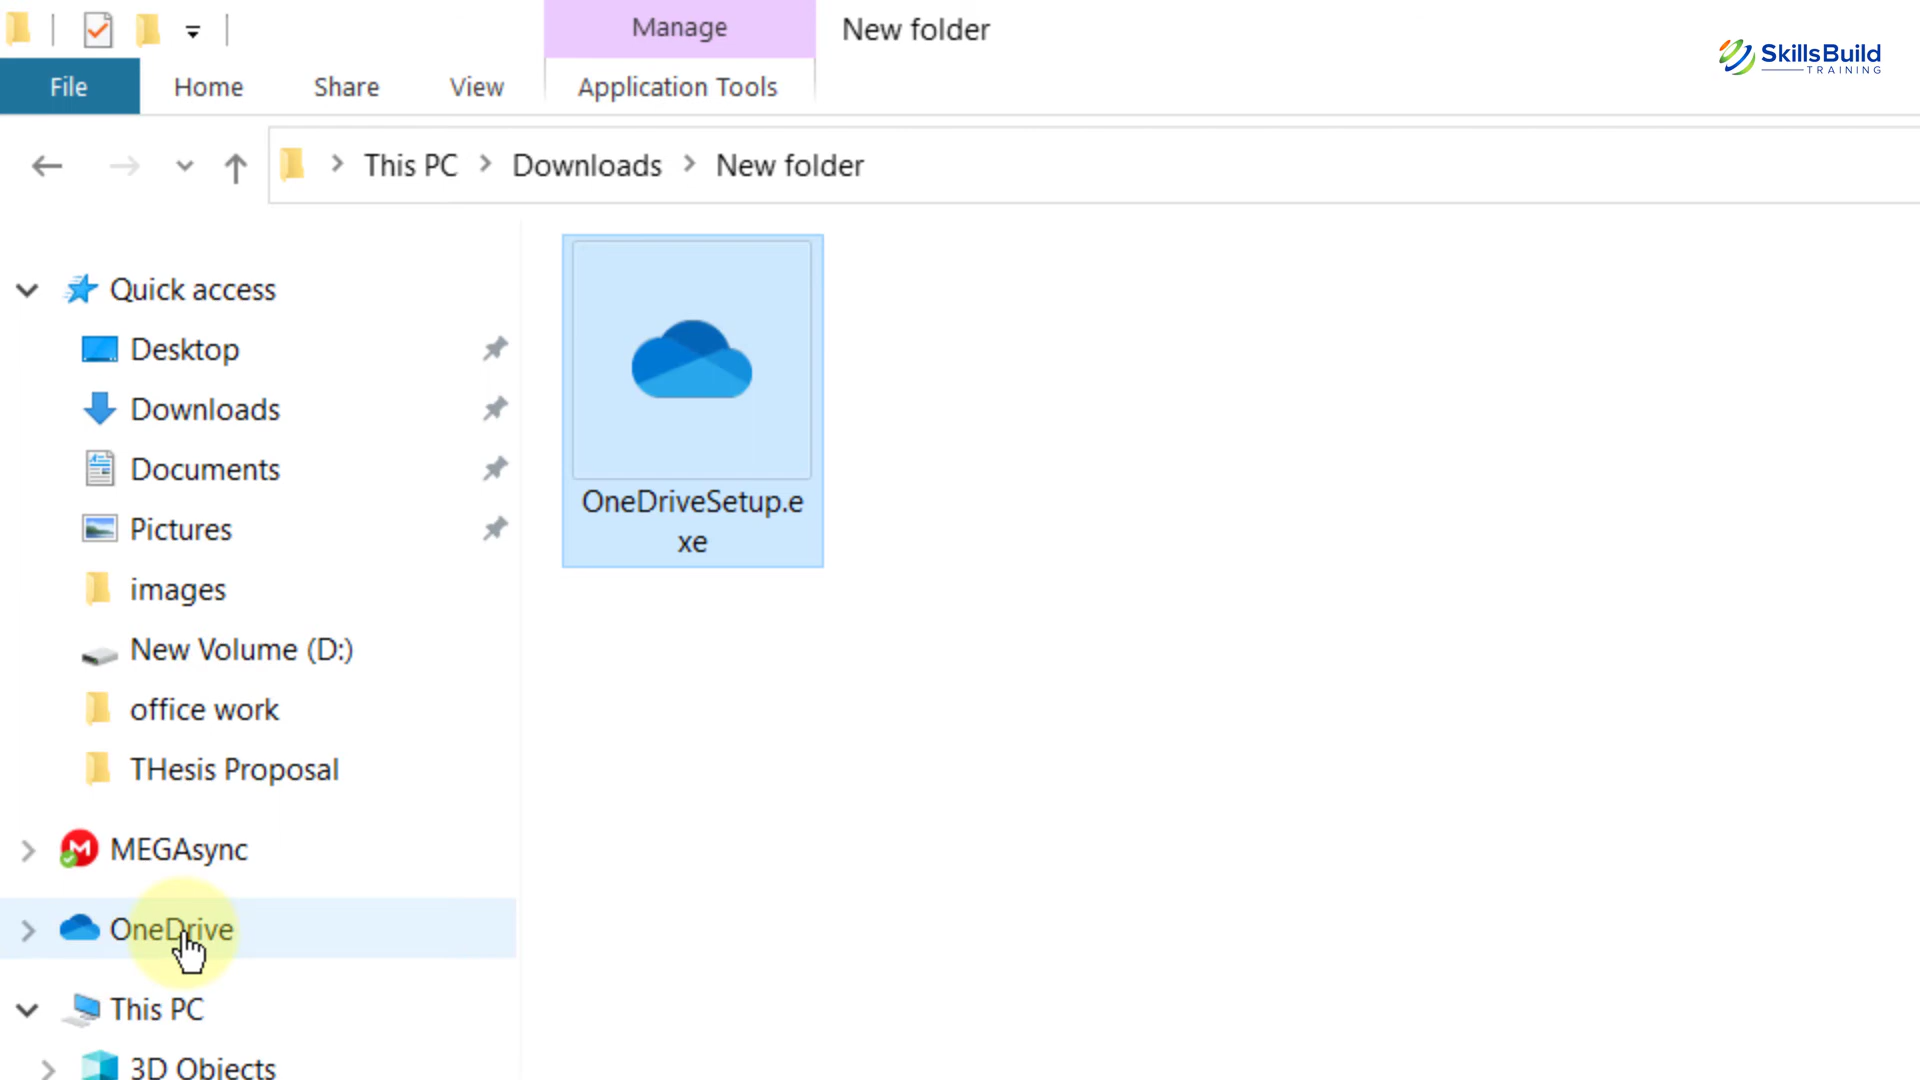 Manage
New folder
SkillsBuild
TRAINING
File
Home
Share
View
Application Tools
This PC
Downloads
New folder
Quick access
Desktop
Downloads
Documents
Pictures
images
New Volume (D:)
office work
THesis Proposal
MEGAsync
OneDrive
This PC
3D Objects
OneDriveSetup.e
xe